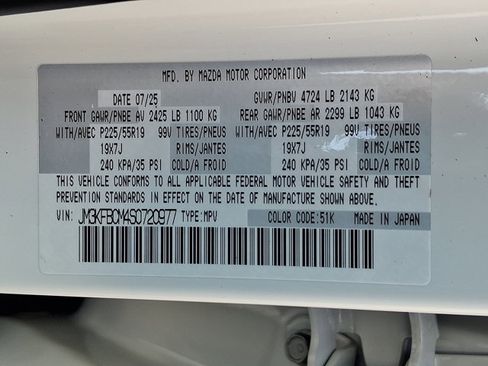 MFD. BY MAZDA MOTOR CORPORATION
DATE 07/25 GVWR/PNBV 4724 LB 2143 KG
FRONT GAWR/PNBE AV 2425 LB 1100 KG REAR GAWR/PNBE AR 2299 LB 1043 KG
WITH/AVEC P225/55R19 99V TIRES/PNEUS WITH/AVEC P225/55R19 99V TIRES/PNEUS
19X7J RIMS/JANTES 19X7J RIMS/JANTES
240 KPA/35 PSI COLD/A FROID 240 KPA/35 PSI COLD/A FROID
THIS VEHICLE CONFORMS TO ALL APPLICABLE FEDERAL MOTOR VEHICLE SAFETY AND THEFT
PREVENTION STANDARDS IN EFFECT ON THE DATE OF MANUFACTURE SHOWN ABOVE.
VIN: JM3KFBCM4S0720977 TYPE: MPV COLOR CODE: 51K MADE IN JAPAN